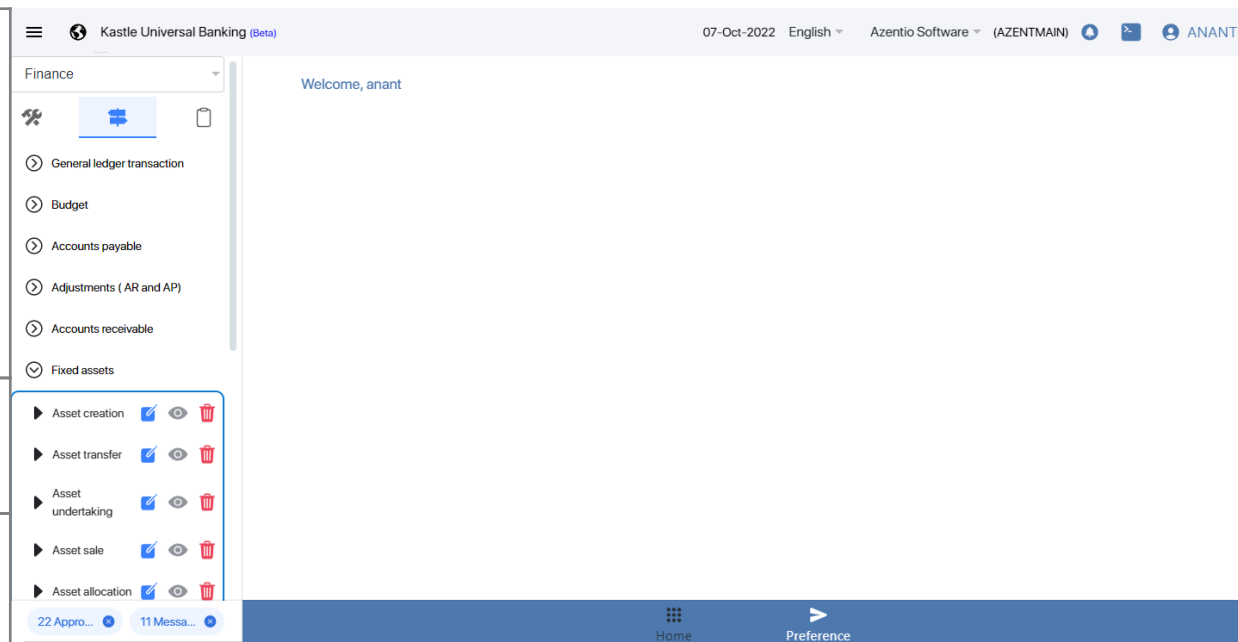 Kastle Universal Banking (Beta)
07-Oct-2022 English Azentio Software (AZENTMAIN) ANANT
Finance
Welcome, anant
General ledger transaction
Budget
Accounts payable
Adjustments ( AR and AP)
Accounts receivable
Fixed assets
Asset creation
Asset transfer
Asset
undertaking
Asset sale
Asset allocation
22 Appro... 11 Messa...
Home Preference